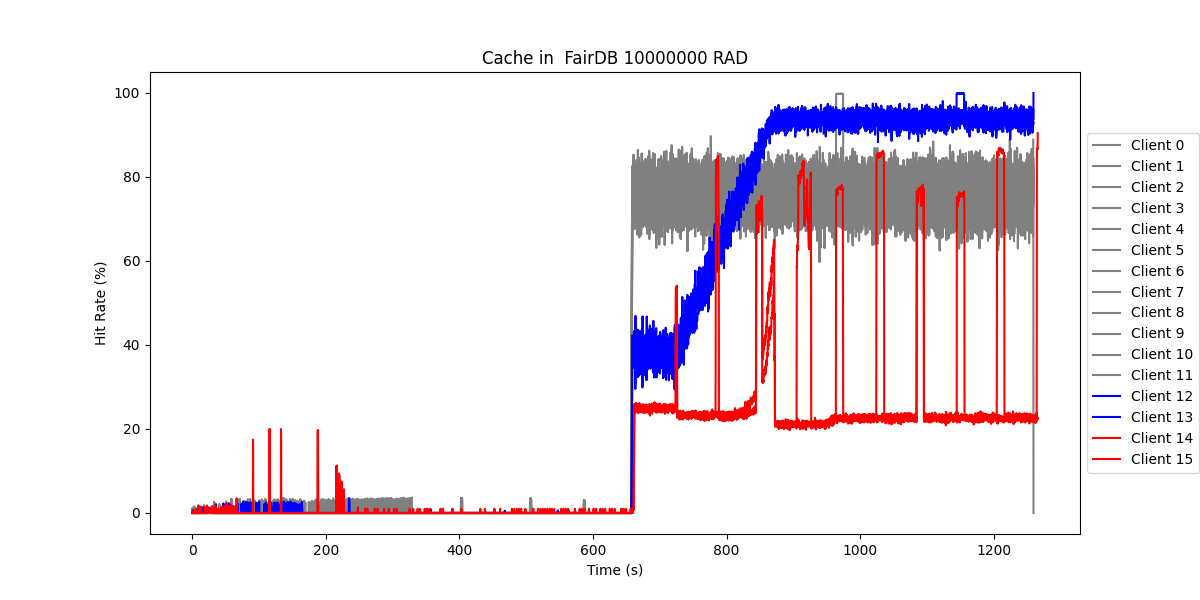 Cache in  FairDB 10000000 RAD
100
80
60
40
20
0
Hit Rate (%)
0 200 400 600 800 1000 1200
Time (s)
Client 0
Client 1
Client 2
Client 3
Client 4
Client 5
Client 6
Client 7
Client 8
Client 9
Client 10
Client 11
Client 12
Client 13
Client 14
Client 15